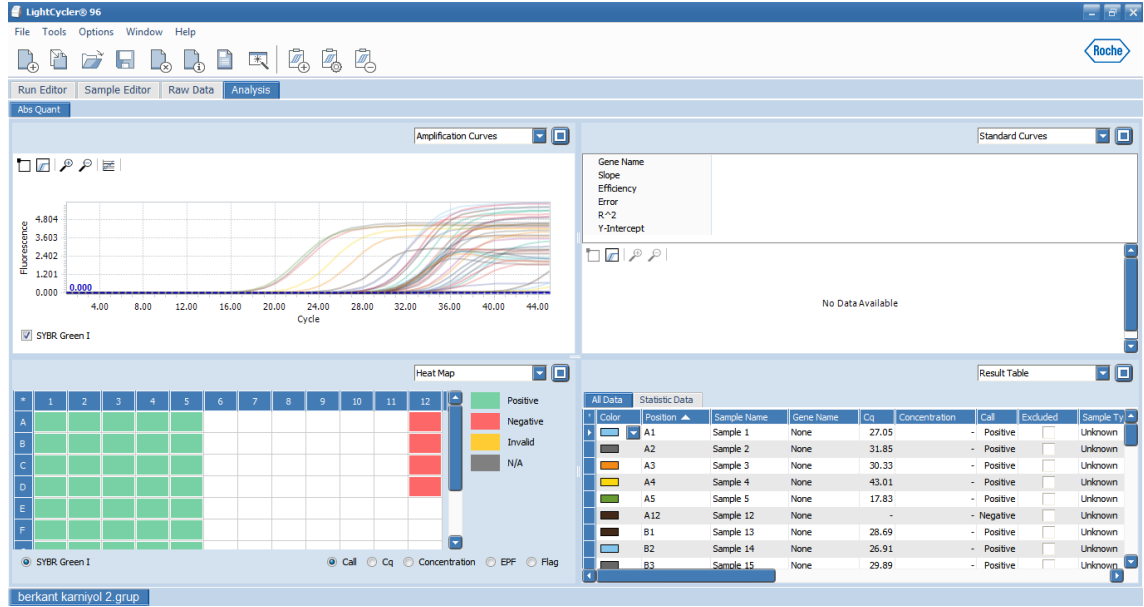 LightCycler® 96
File Tools Options Window Help
Roche
Run Editor Sample Editor Raw Data Analysis
Abs Quant
Amplification Curves
Fluorescence
4.804
3.603
2.402
1.201
0.000
0.000
4.00 8.00 12.00 16.00 20.00 24.00 28.00 32.00 36.00 40.00 44.00
Cycle
SYBR Green I
Standard Curves
Gene Name
Slope
Efficiency
Error
R^2
Y-Intercept
No Data Available
Heat Map
* 1 2 3 4 5 6 7 8 9 10 11 12
A
B
C
D
E
F
Positive
Negative
Invalid
N/A
SYBR Green I Call Cq Concentration EPF Flag
Result Table
All Data Statistic Data
* Color Position Sample Name Gene Name Cq Concentration Call Excluded Sample Ty
A1 Sample 1 None 27.05 - Positive Unknown
A2 Sample 2 None 31.85 - Positive Unknown
A3 Sample 3 None 30.33 - Positive Unknown
A4 Sample 4 None 43.01 - Positive Unknown
A5 Sample 5 None 17.83 - Positive Unknown
A12 Sample 12 None - - Negative Unknown
B1 Sample 13 None 28.69 - Positive Unknown
B2 Sample 14 None 26.91 - Positive Unknown
B3 Sample 15 None 29.89 - Positive Unknown
berkant karniyol 2.grup